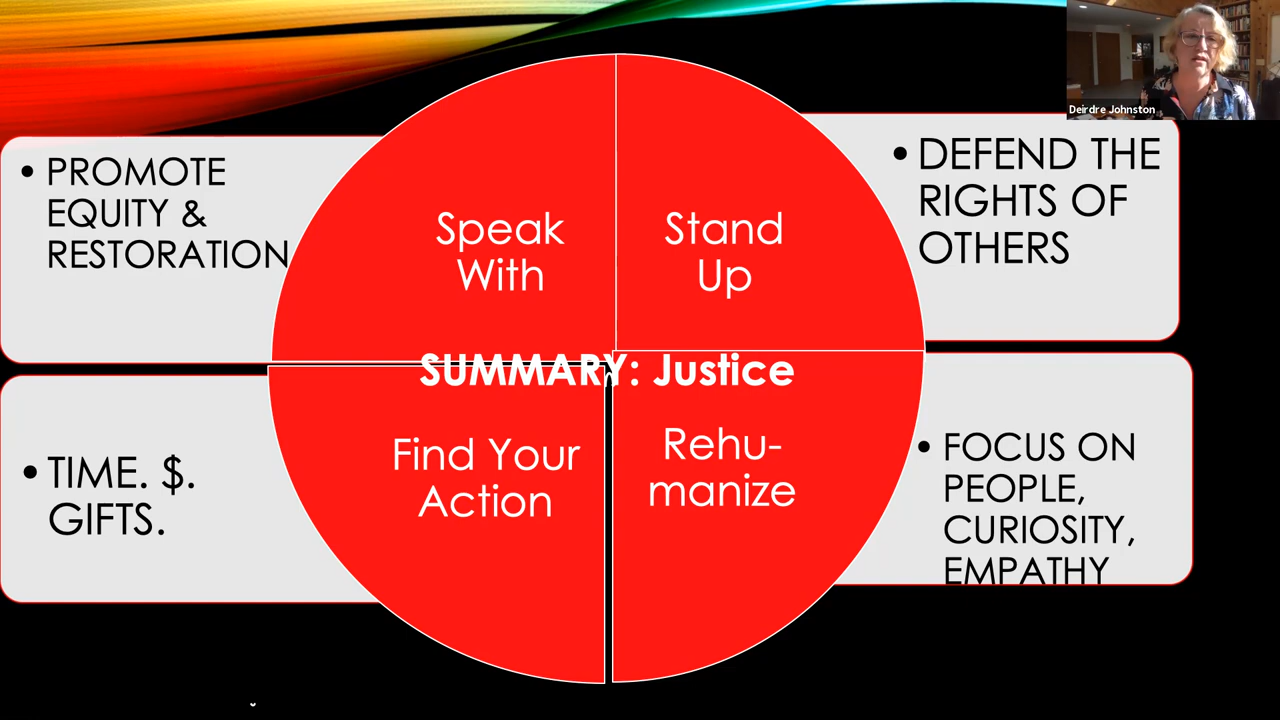 Deirdre Johnston
• PROMOTE
EQUITY &
RESTORATION
Speak
With
Stand
Up
• DEFEND THE
RIGHTS OF
OTHERS
SUMMARY: Justice
• TIME. $.
GIFTS.
Find Your
Action
Rehu-
manize
• FOCUS ON
PEOPLE,
CURIOSITY,
EMPATHY